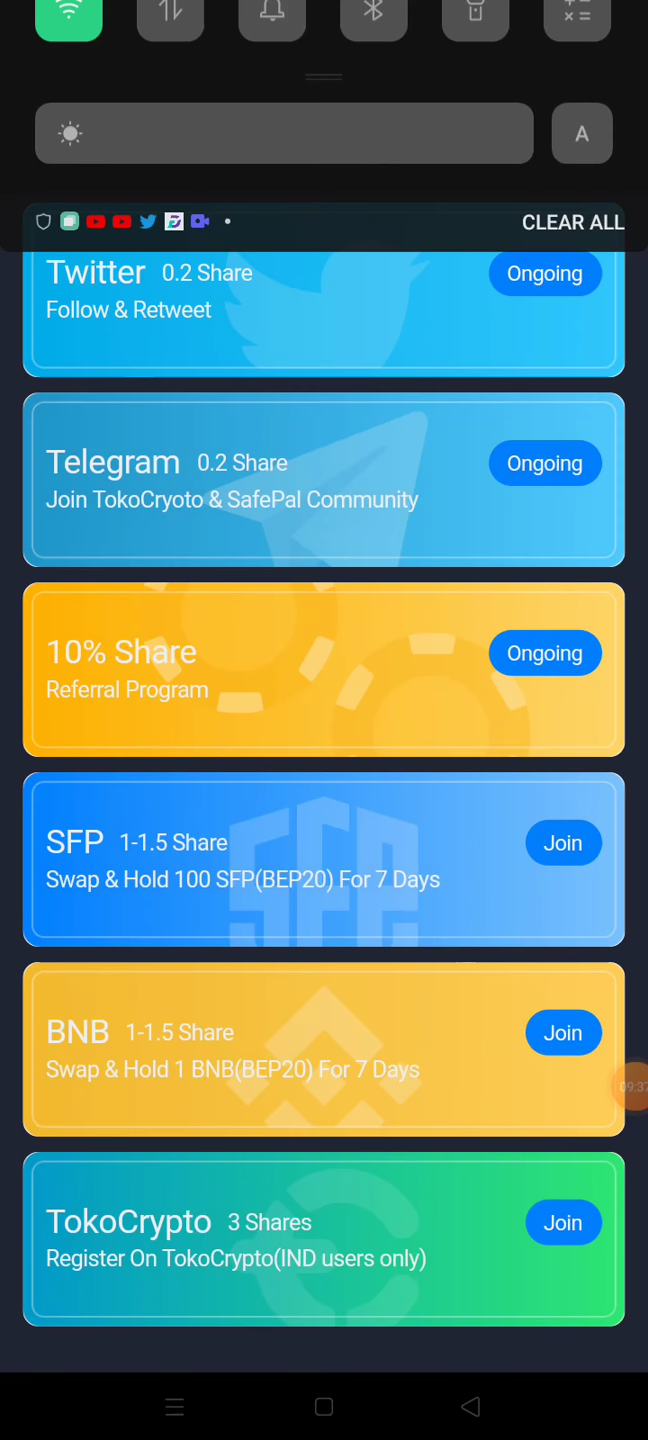 A
CLEAR ALL
Twitter 0.2 Share
Ongoing
Follow & Retweet
Telegram 0.2 Share
Ongoing
Join TokoCryoto & SafePal Community
10% Share
Ongoing
Referral Program
SFP 1-1.5 Share
Join
Swap & Hold 100 SFP(BEP20) For 7 Days
SFP
BNB 1-1.5 Share
Join
Swap & Hold 1 BNB(BEP20) For 7 Days
09:37
TokoCrypto 3 Shares
Join
Register On TokoCrypto(IND users only)